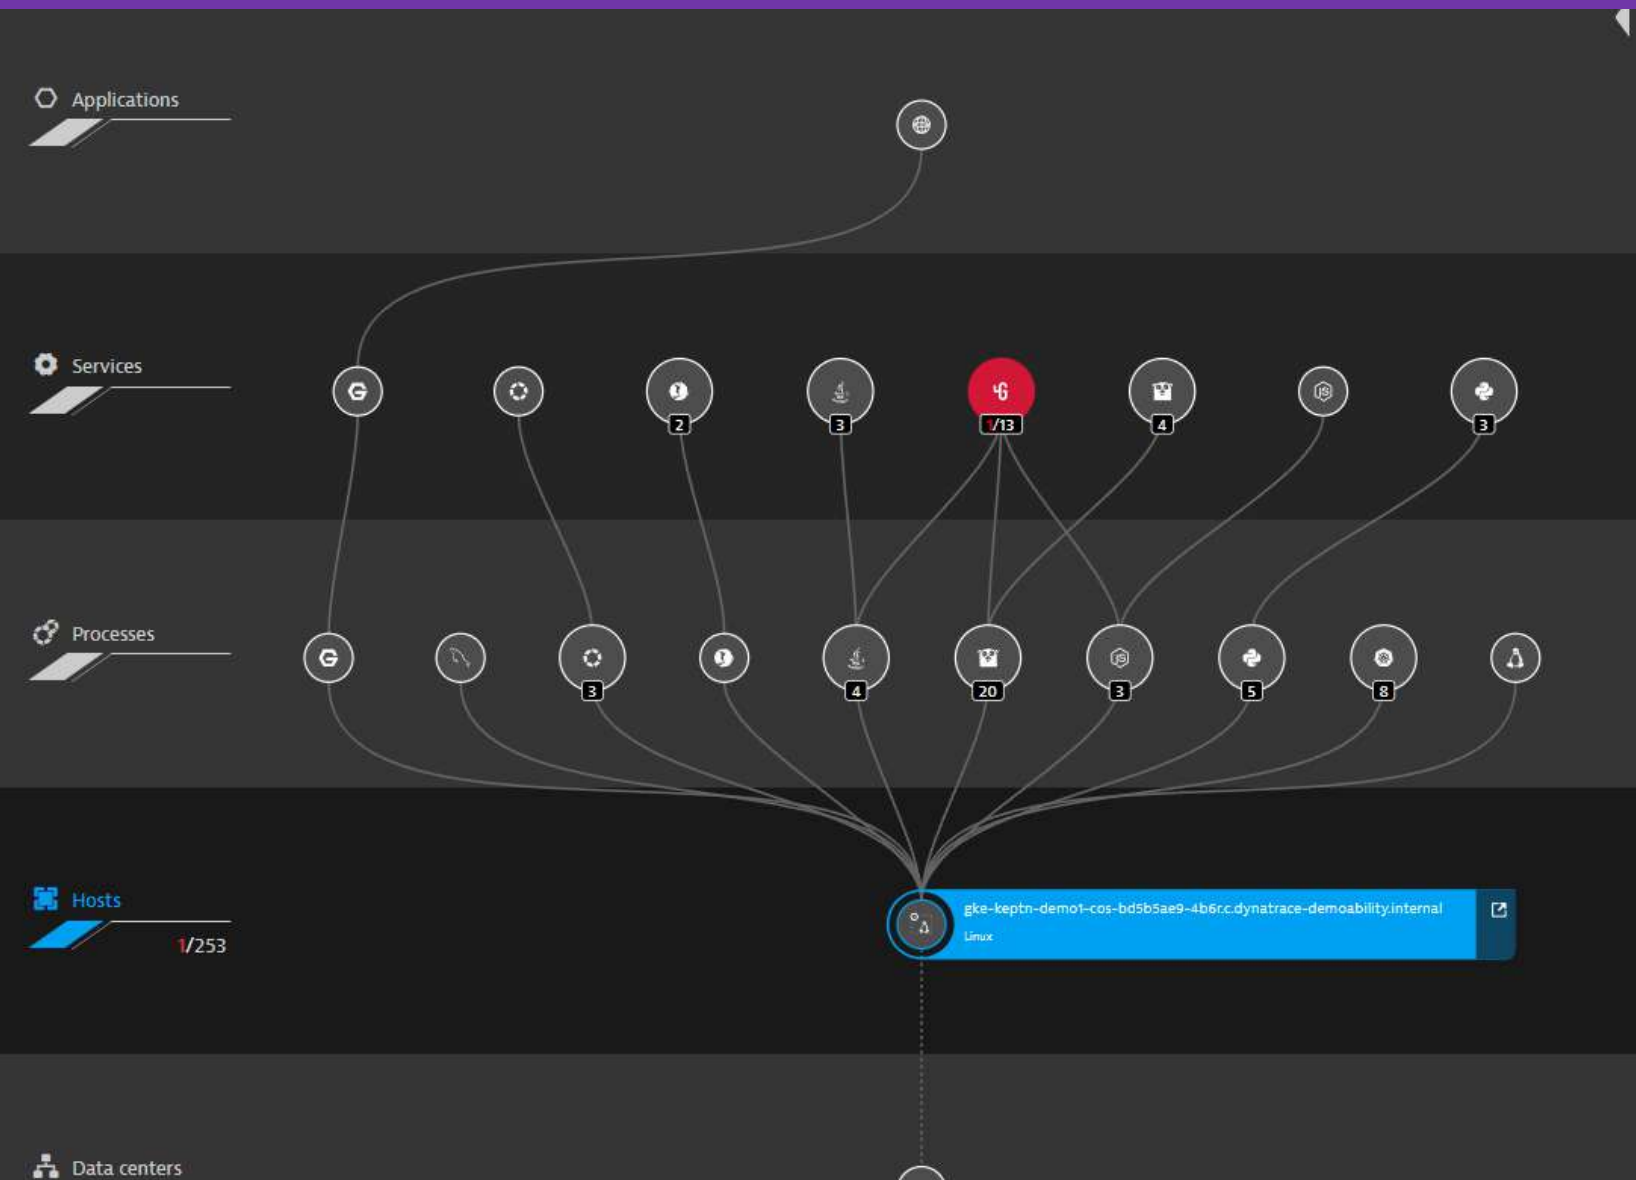 Applications
Services
2
3
1/13
4
3
Processes
3
4
20
3
5
8
Hosts
1/253
gke-keptn-demo1-cos-bd5b5ae9-4b6r.c.dynatrace-demoability.internal
Linux
Data centers